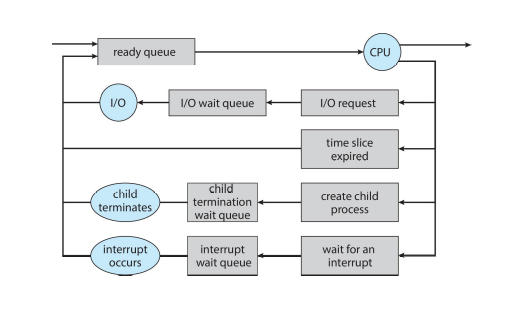 ready queue
CPU
I/O
I/O wait queue
I/O request
time slice
expired
child
terminates
child
termination
wait queue
create child
process
interrupt
occurs
interrupt
wait queue
wait for an
interrupt